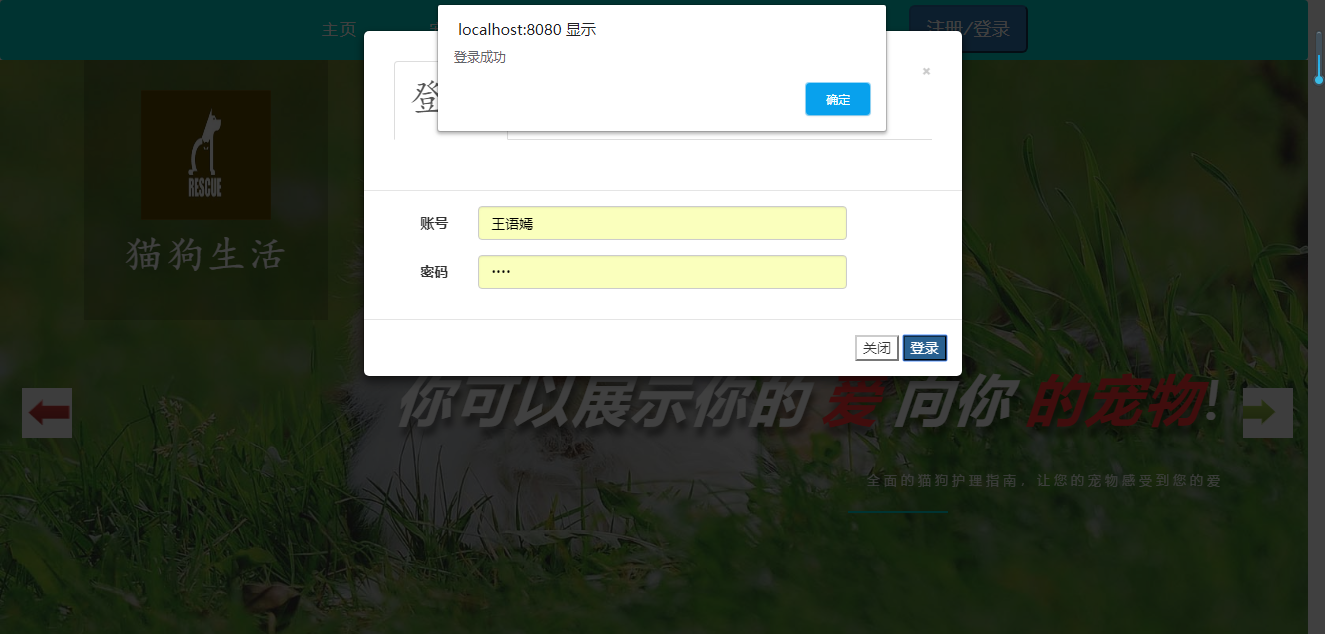 localhost:8080 显示
登录成功
确定
主页
注册/登录
登
×
RESCUE
猫狗生活
账号 王语嫣
密码 ••••
关闭 登录
你可以展示你的 爱 向你 的宠物!
全面的猫狗护理指南，让您的宠物感受到您的爱